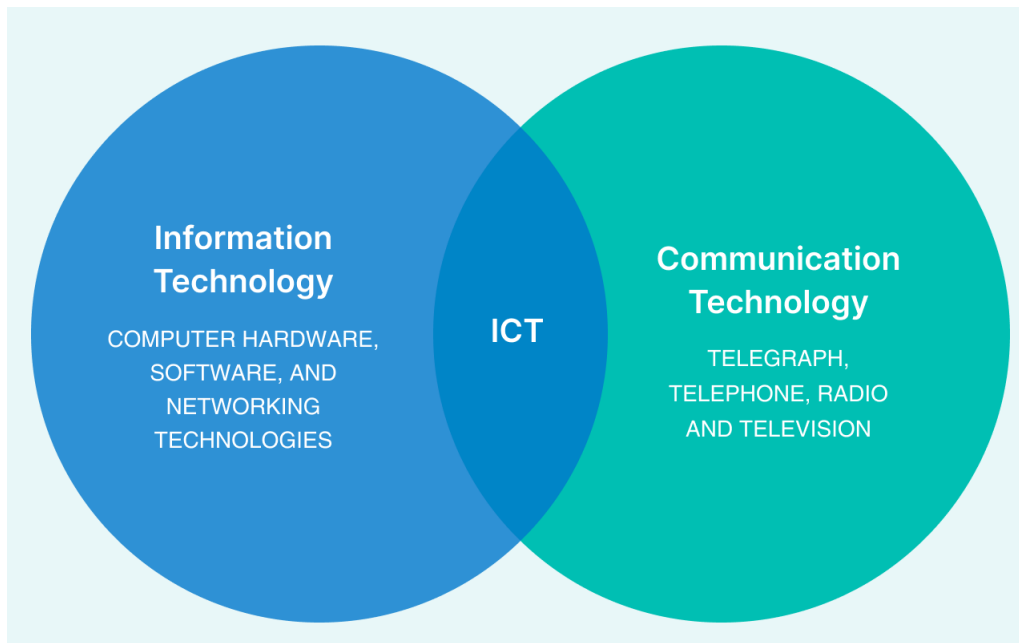 Information
Technology
COMPUTER HARDWARE,
SOFTWARE, AND
NETWORKING
TECHNOLOGIES
ICT
Communication
Technology
TELEGRAPH,
TELEPHONE, RADIO
AND TELEVISION